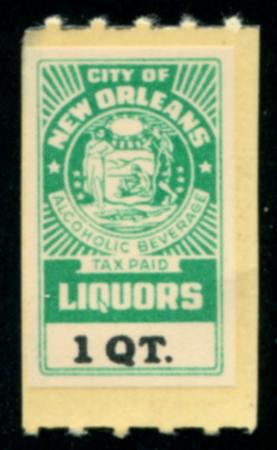 CITY OF
NEW ORLEANS
ALCOHOLIC BEVERAGE
TAX PAID
LIQUORS
1 QT.